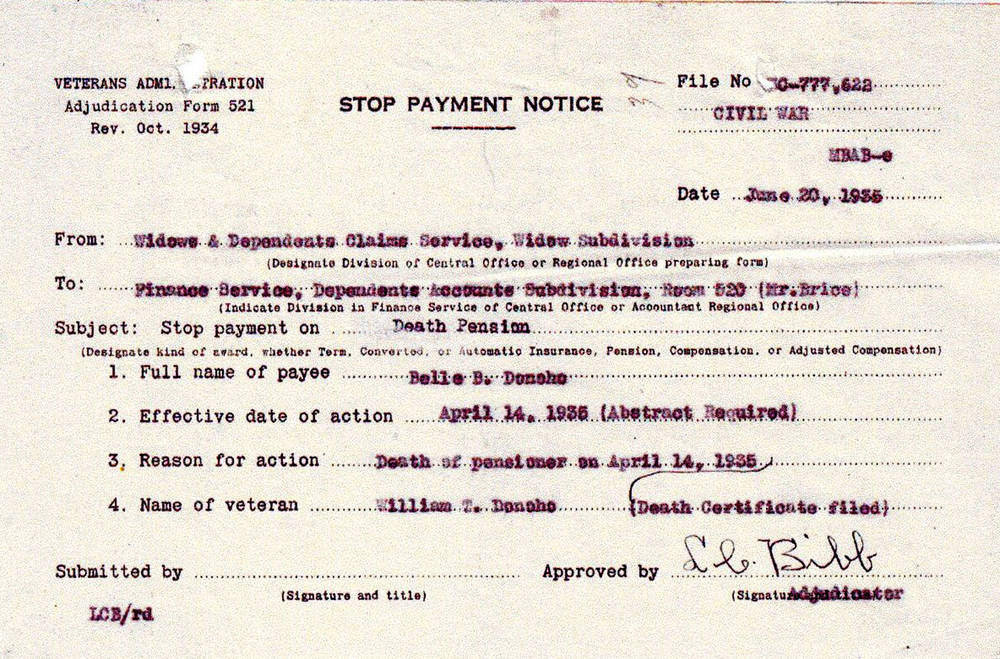 VETERANS ADMI TRATION
Adjudication Form 521
Rev. Oct. 1934
STOP PAYMENT NOTICE
File No C-777,622
CIVIL WAR
MBAB-e
Date June 20, 1935
From: Widows & Dependents Claims Service, Widow Subdivision
(Designate Division of Central Office or Regional Office preparing form)
To: Finance Service, Dependents Accounts Subdivision, Room 520 (Mr.Brice)
(Indicate Division in Finance Service of Central Office or Accountant Regional Office)
Subject: Stop payment on Death Pension
(Designate kind of award, whether Term, Converted, or Automatic Insurance, Pension, Compensation, or Adjusted Compensation)
1. Full name of payee Belle B. Donoho
2. Effective date of action April 14, 1935 (Abstract Required)
3. Reason for action Death of pensioner on April 14, 1935
4. Name of veteran William T. Donoho (Death Certificate filed)
Submitted by Approved by L C Bibb
(Signature and title) (Signatu Adjudicator
LCB/rd